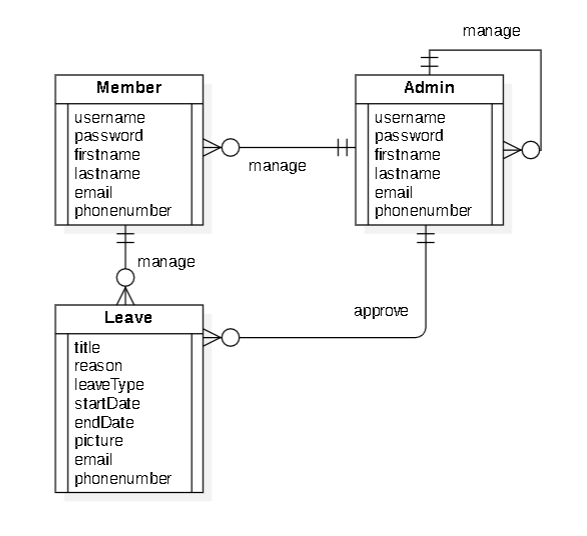 manage
Member
username
password
firstname
lastname
email
phonenumber
manage
Admin
username
password
firstname
lastname
email
phonenumber
manage
approve
Leave
title
reason
leaveType
startDate
endDate
picture
email
phonenumber